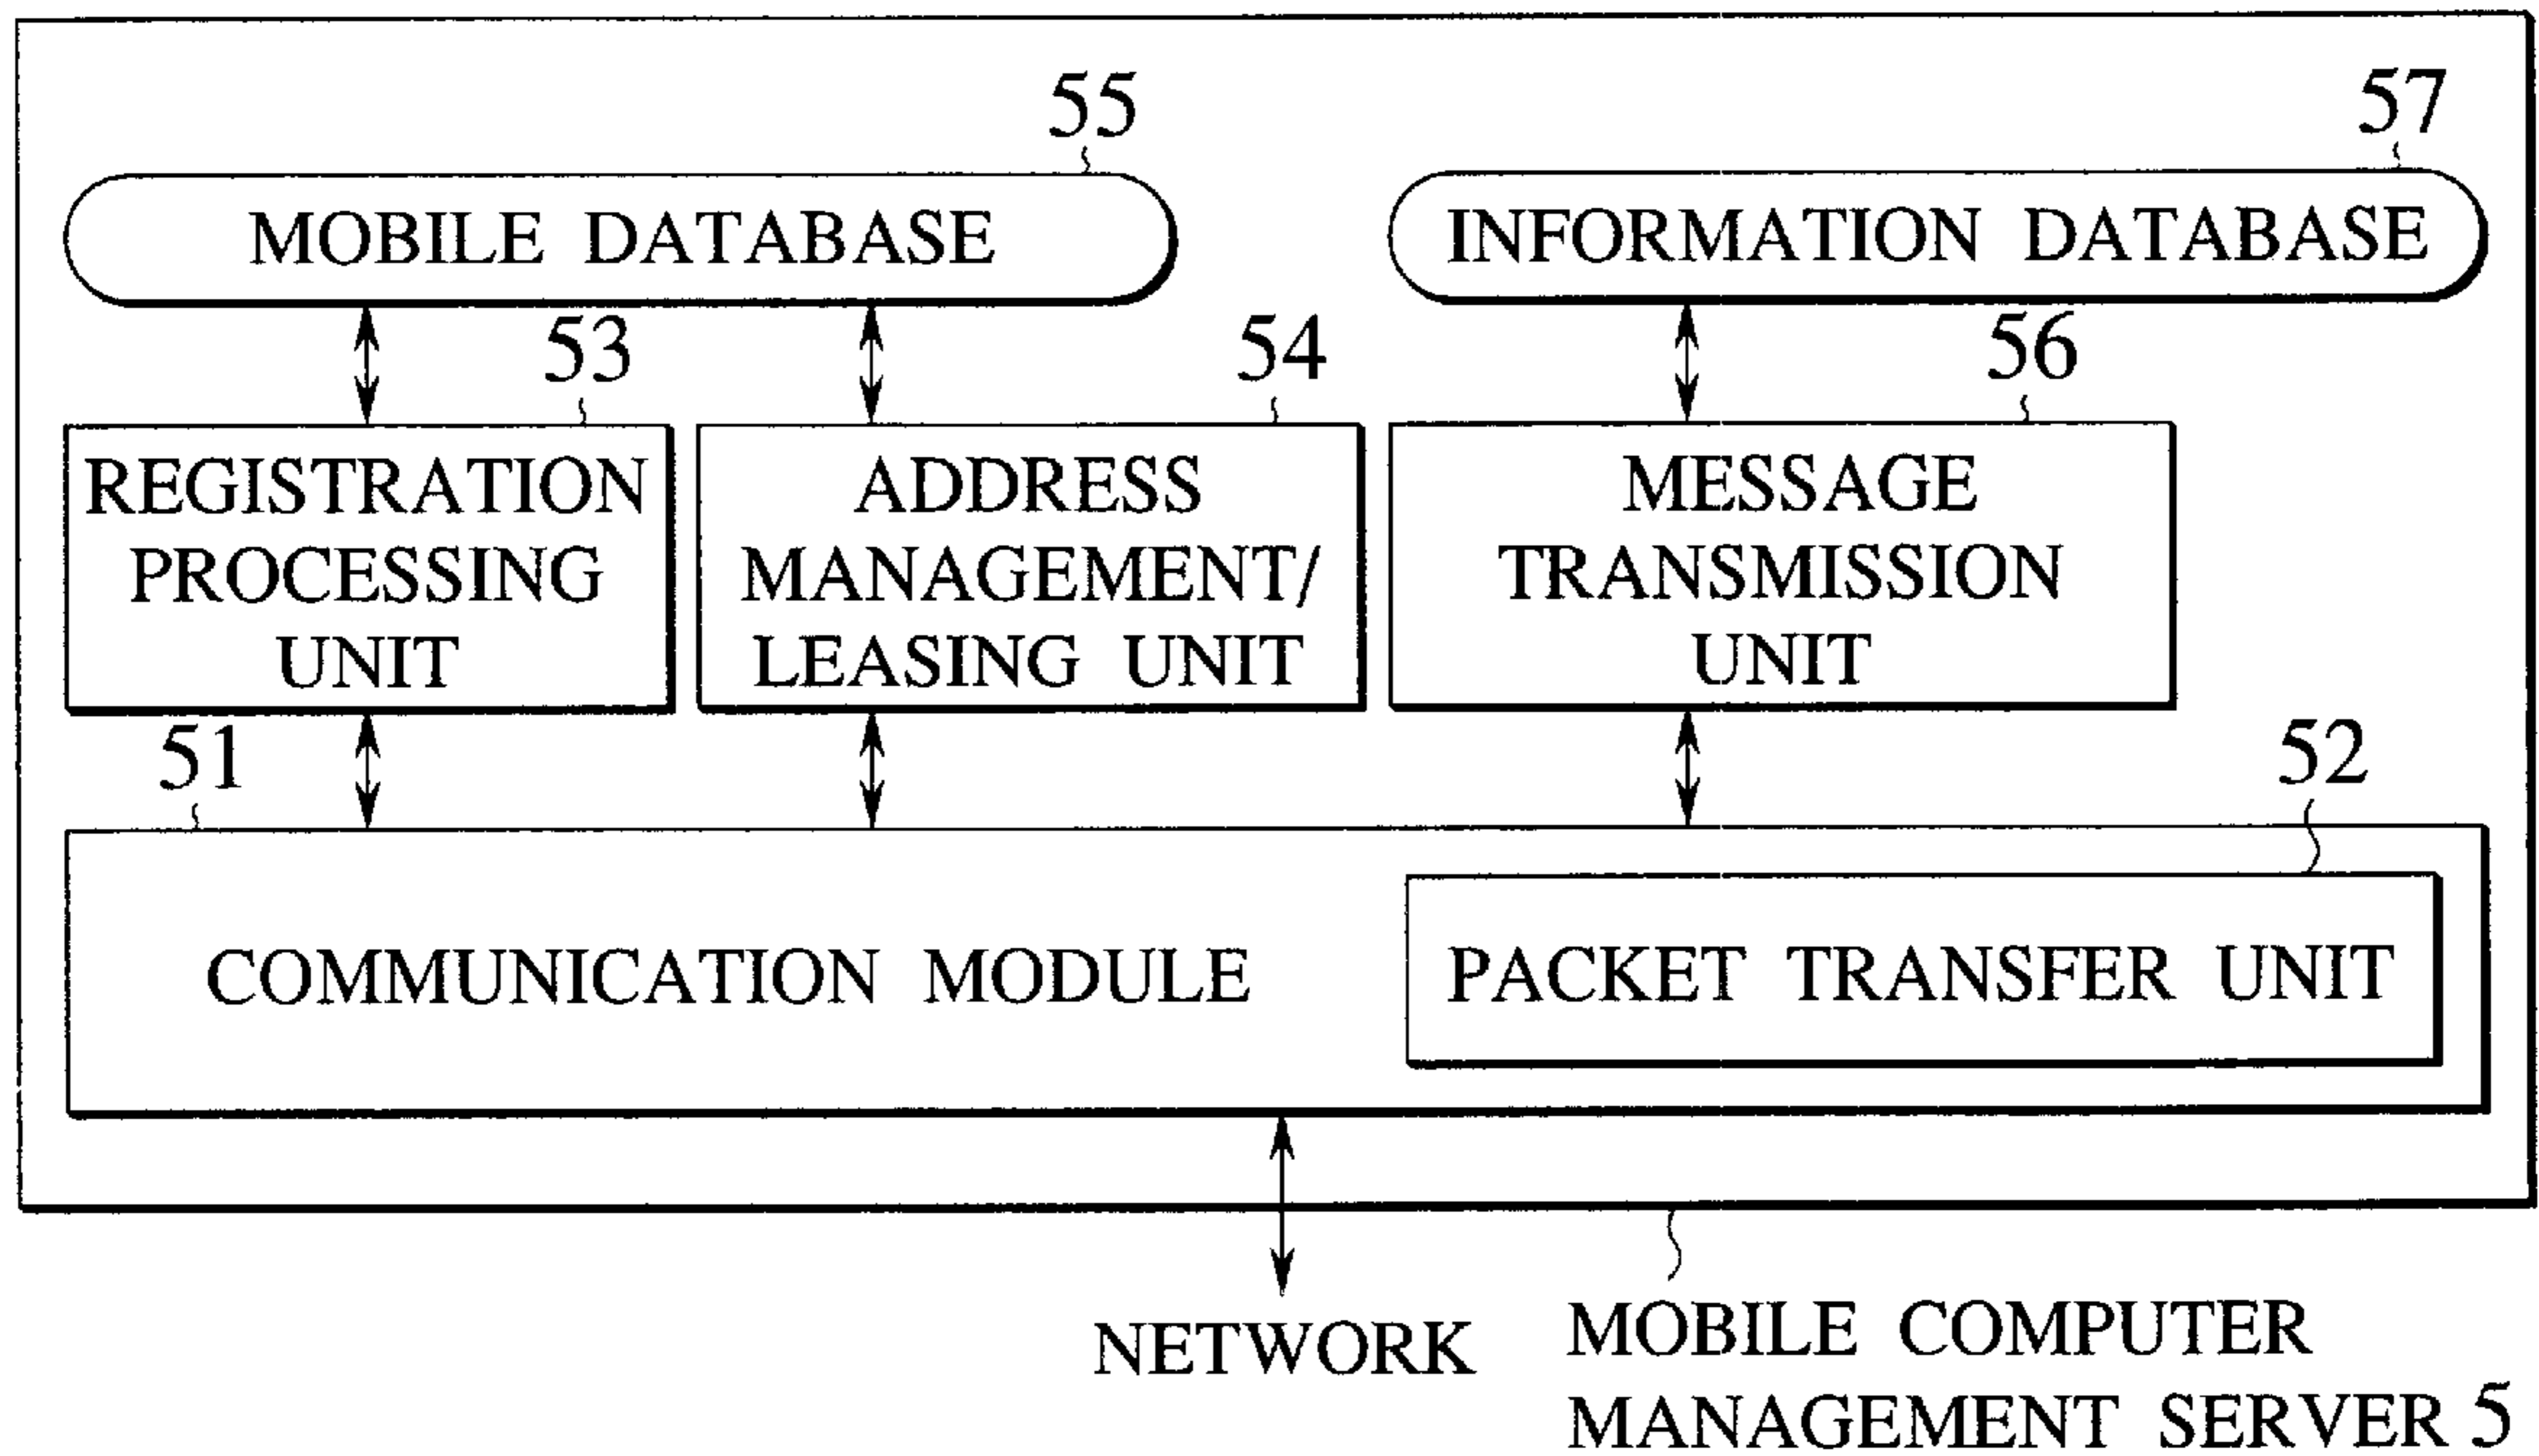 55
57
MOBILE DATABASE
INFORMATION DATABASE
53
54
56
REGISTRATION
PROCESSING
UNIT
ADDRESS
MANAGEMENT/
LEASING UNIT
MESSAGE
TRANSMISSION
UNIT
51
52
COMMUNICATION MODULE
PACKET TRANSFER UNIT
NETWORK
MOBILE COMPUTER
MANAGEMENT SERVER 5